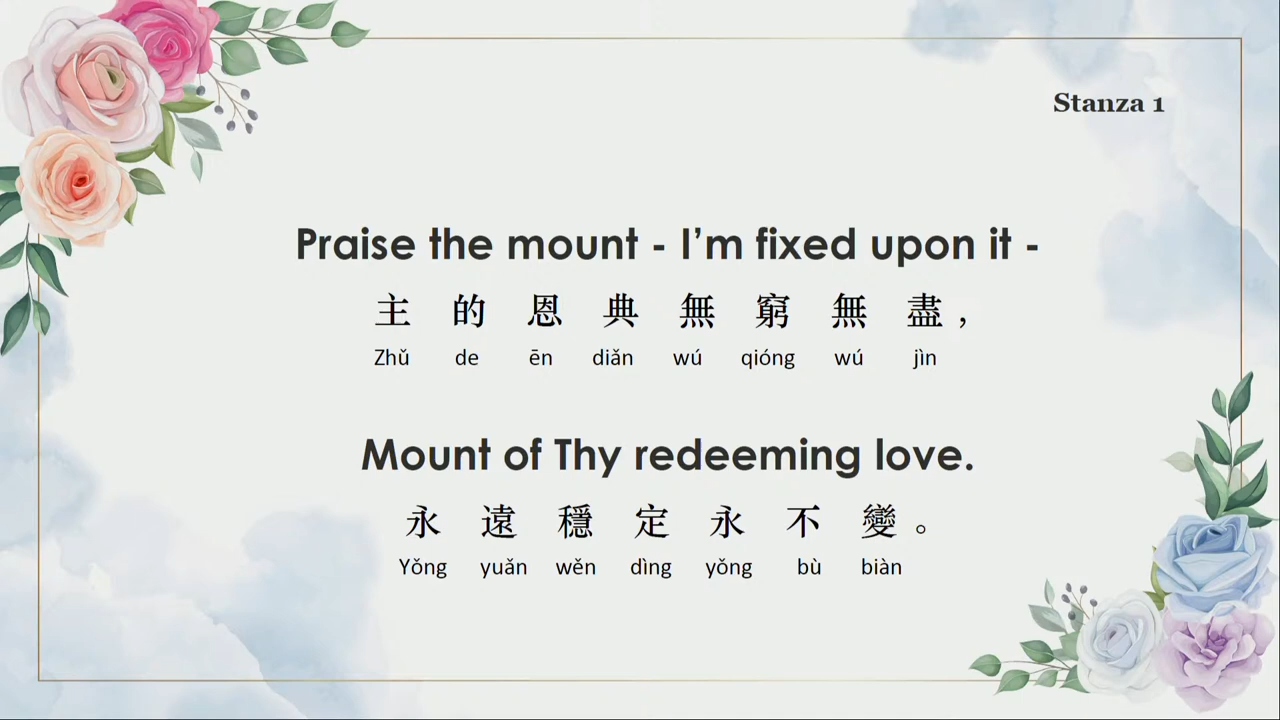 Stanza 1
Praise the mount - I’m fixed upon it -
主 的 恩 典 無 窮 無 盡，
Zhǔ de ēn diǎn wú qióng wú jìn
Mount of Thy redeeming love.
永 遠 穩 定 永 不 變。
Yǒng yuǎn wěn dìng yǒng bù biàn